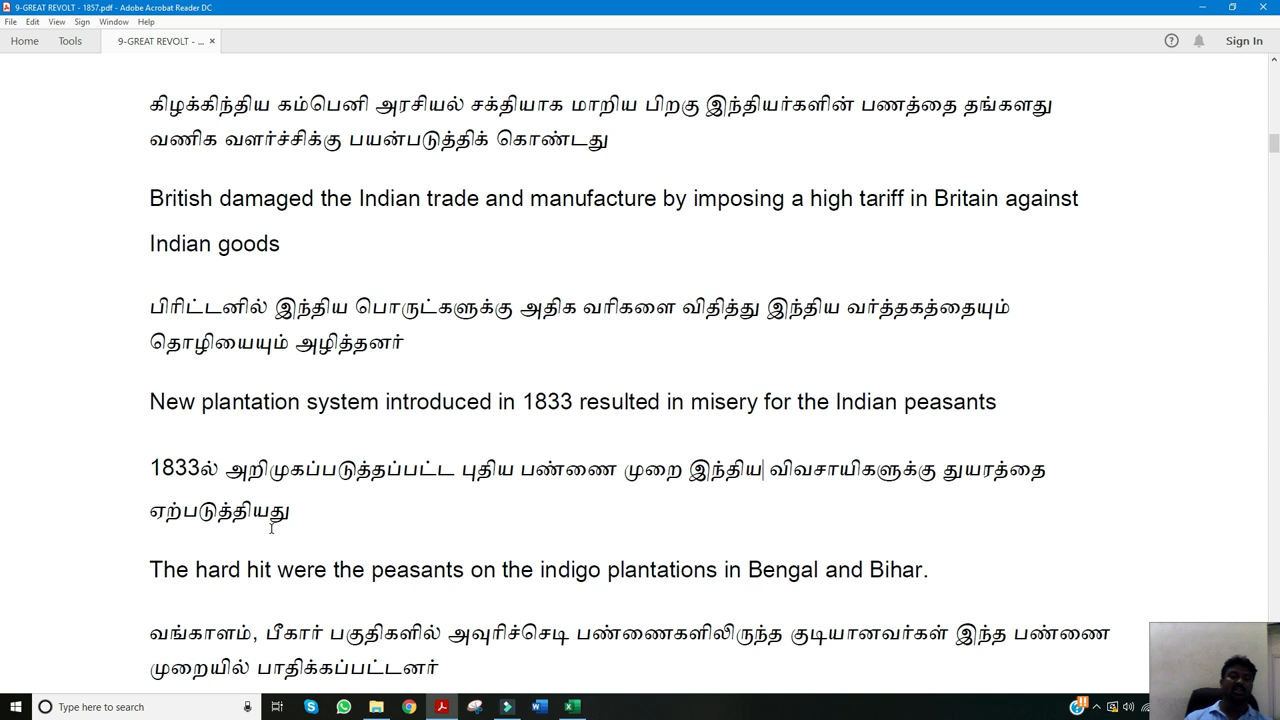 9-GREAT REVOLT - 1857.pdf - Adobe Acrobat Reader DC
File Edit View Sign Window Help
Home Tools 9-GREAT REVOLT - ... × Sign In
கிழக்கிந்திய கம்பெனி அரசியல் சக்தியாக மாறிய பிறகு இந்தியர்களின் பணத்தை தங்களது
வணிக வளர்ச்சிக்கு பயன்படுத்திக் கொண்டது
British damaged the Indian trade and manufacture by imposing a high tariff in Britain against
Indian goods
பிரிட்டனில் இந்திய பொருட்களுக்கு அதிக வரிகளை விதித்து இந்திய வர்த்தகத்தையும்
தொழியையும் அழித்தனர்
New plantation system introduced in 1833 resulted in misery for the Indian peasants
1833ல் அறிமுகப்படுத்தப்பட்ட புதிய பண்ணை முறை இந்திய விவசாயிகளுக்கு துயரத்தை
ஏற்படுத்தியது
The hard hit were the peasants on the indigo plantations in Bengal and Bihar.
வங்காளம், பீகார் பகுதிகளில் அவுரிச்செடி பண்ணைகளிலிருந்த குடியானவர்கள் இந்த பண்ணை
முறையில் பாதிக்கப்பட்டனர்
Type here to search